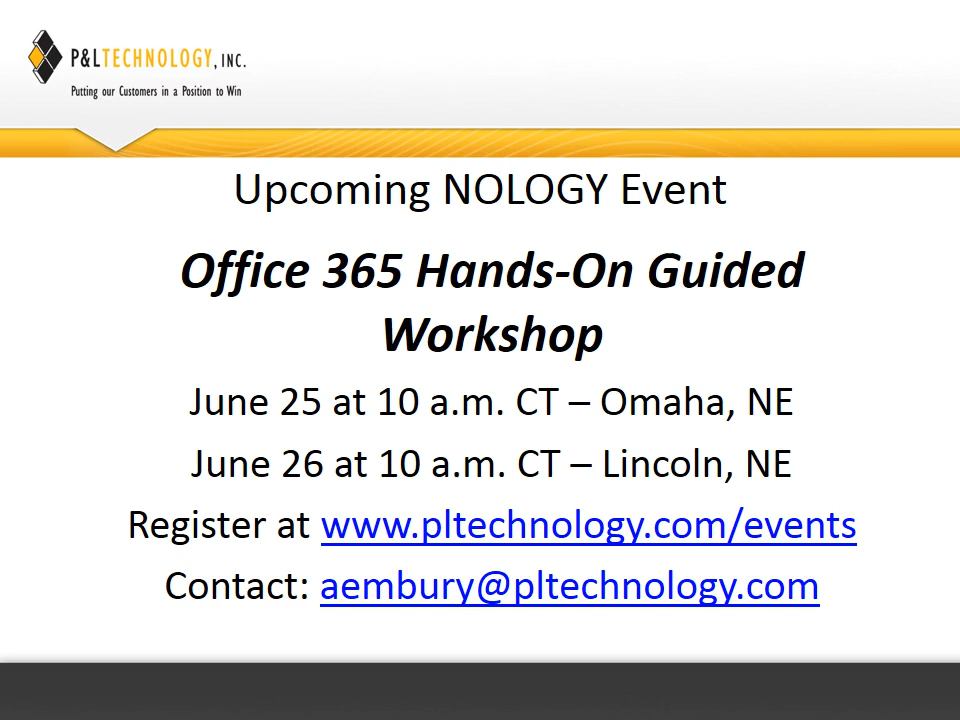 P&L TECHNOLOGY, INC.
Putting our Customers in a Position to Win
Upcoming NOLOGY Event
Office 365 Hands-On Guided
Workshop
June 25 at 10 a.m. CT – Omaha, NE
June 26 at 10 a.m. CT – Lincoln, NE
Register at www.pltechnology.com/events
Contact: aembury@pltechnology.com